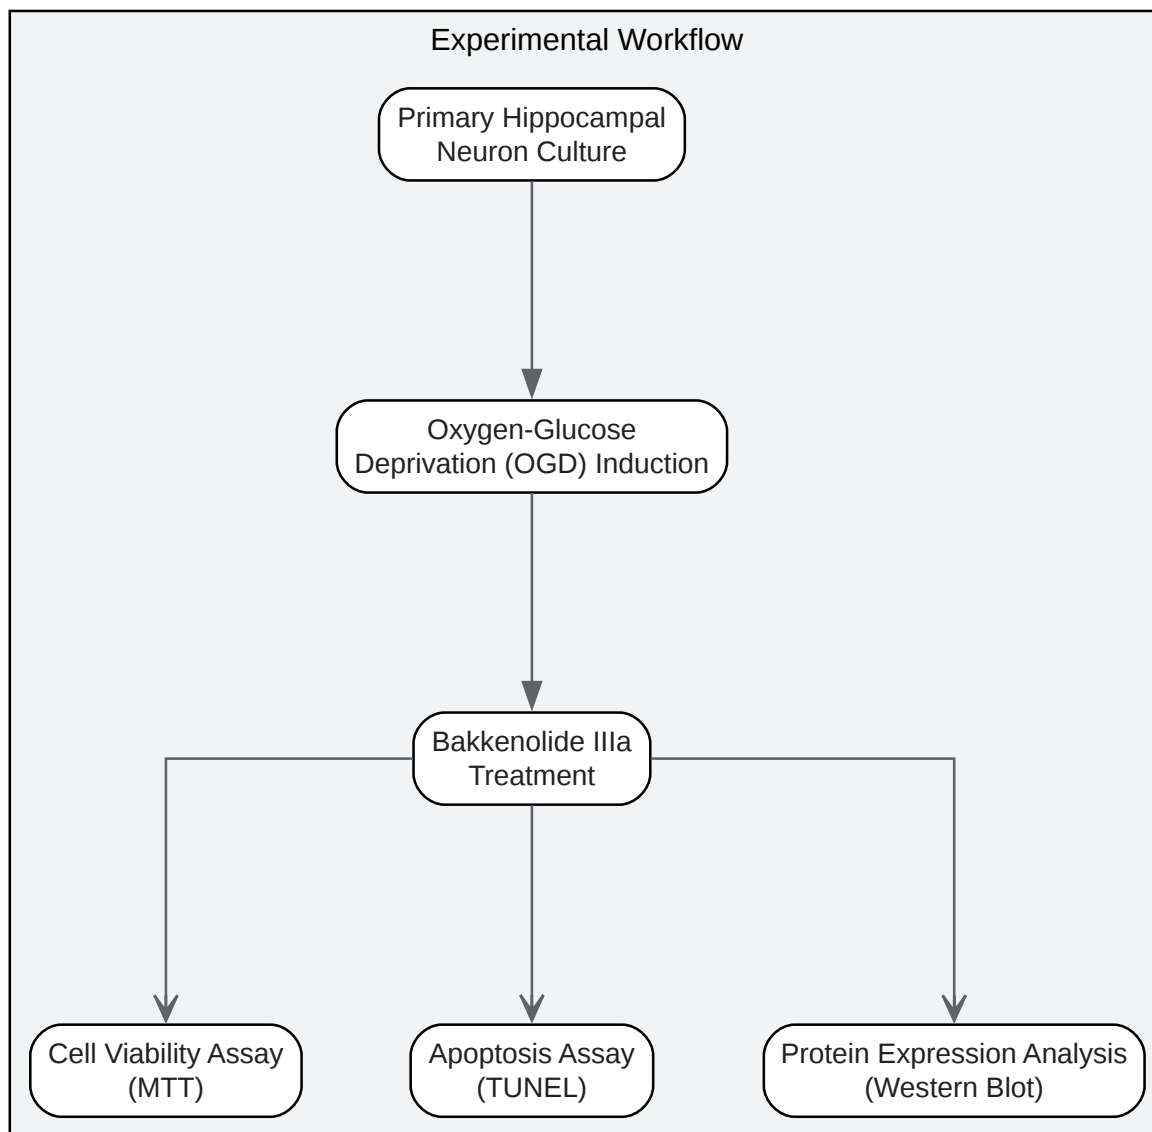 Experimental Workflow
Primary Hippocampal
Neuron Culture
Oxygen-Glucose
Deprivation (OGD) Induction
Bakkenolide IIIa
Treatment
Cell Viability Assay
(MTT)
Apoptosis Assay
(TUNEL)
Protein Expression Analysis
(Western Blot)